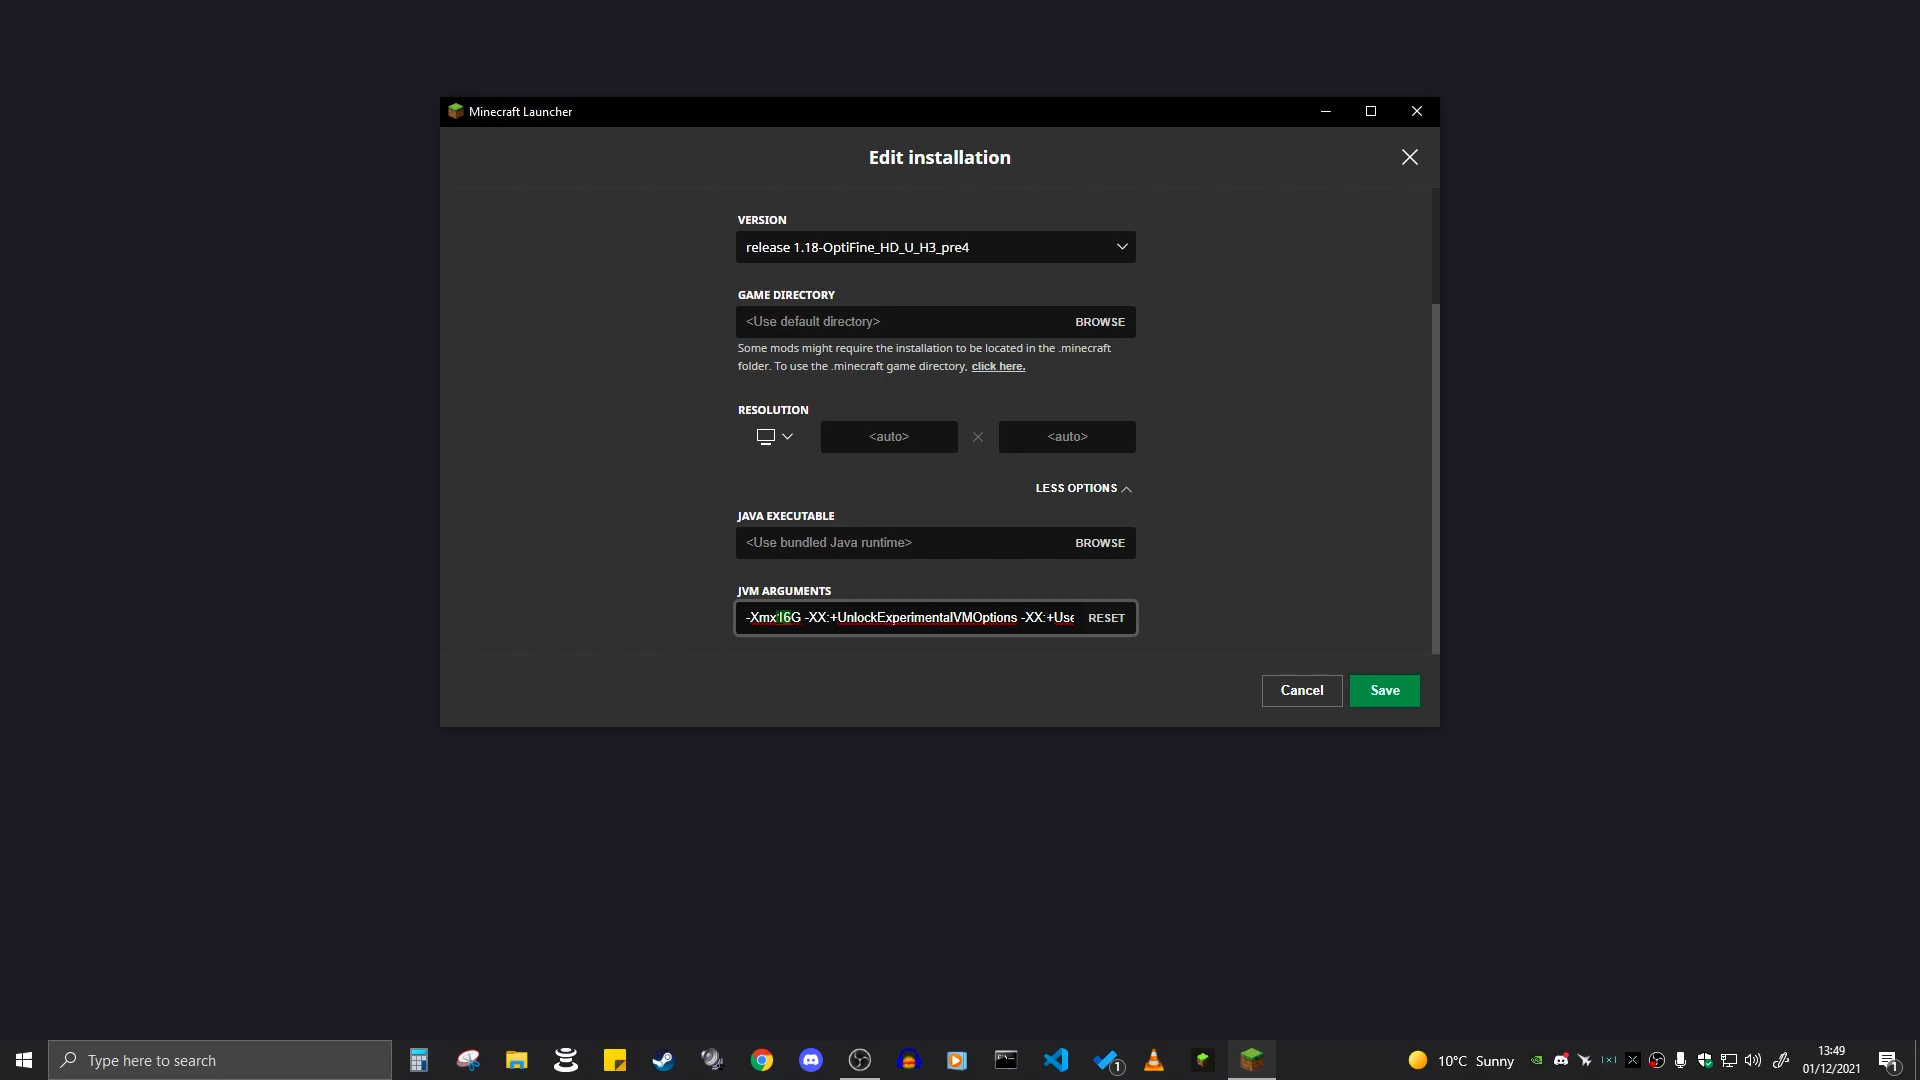 Minecraft Launcher
Edit installation
VERSION
release 1.18-OptiFine_HD_U_H3_pre4
GAME DIRECTORY
<Use default directory>
BROWSE
Some mods might require the installation to be located in the .minecraft
folder. To use the .minecraft game directory, click here.
RESOLUTION
<auto>
<auto>
LESS OPTIONS
JAVA EXECUTABLE
<Use bundled Java runtime>
BROWSE
JVM ARGUMENTS
-Xmx16G -XX:+UnlockExperimentalVMOptions -XX:+Use
RESET
Cancel
Save
Type here to search
1
10°C Sunny
13:49
01/12/2021
1